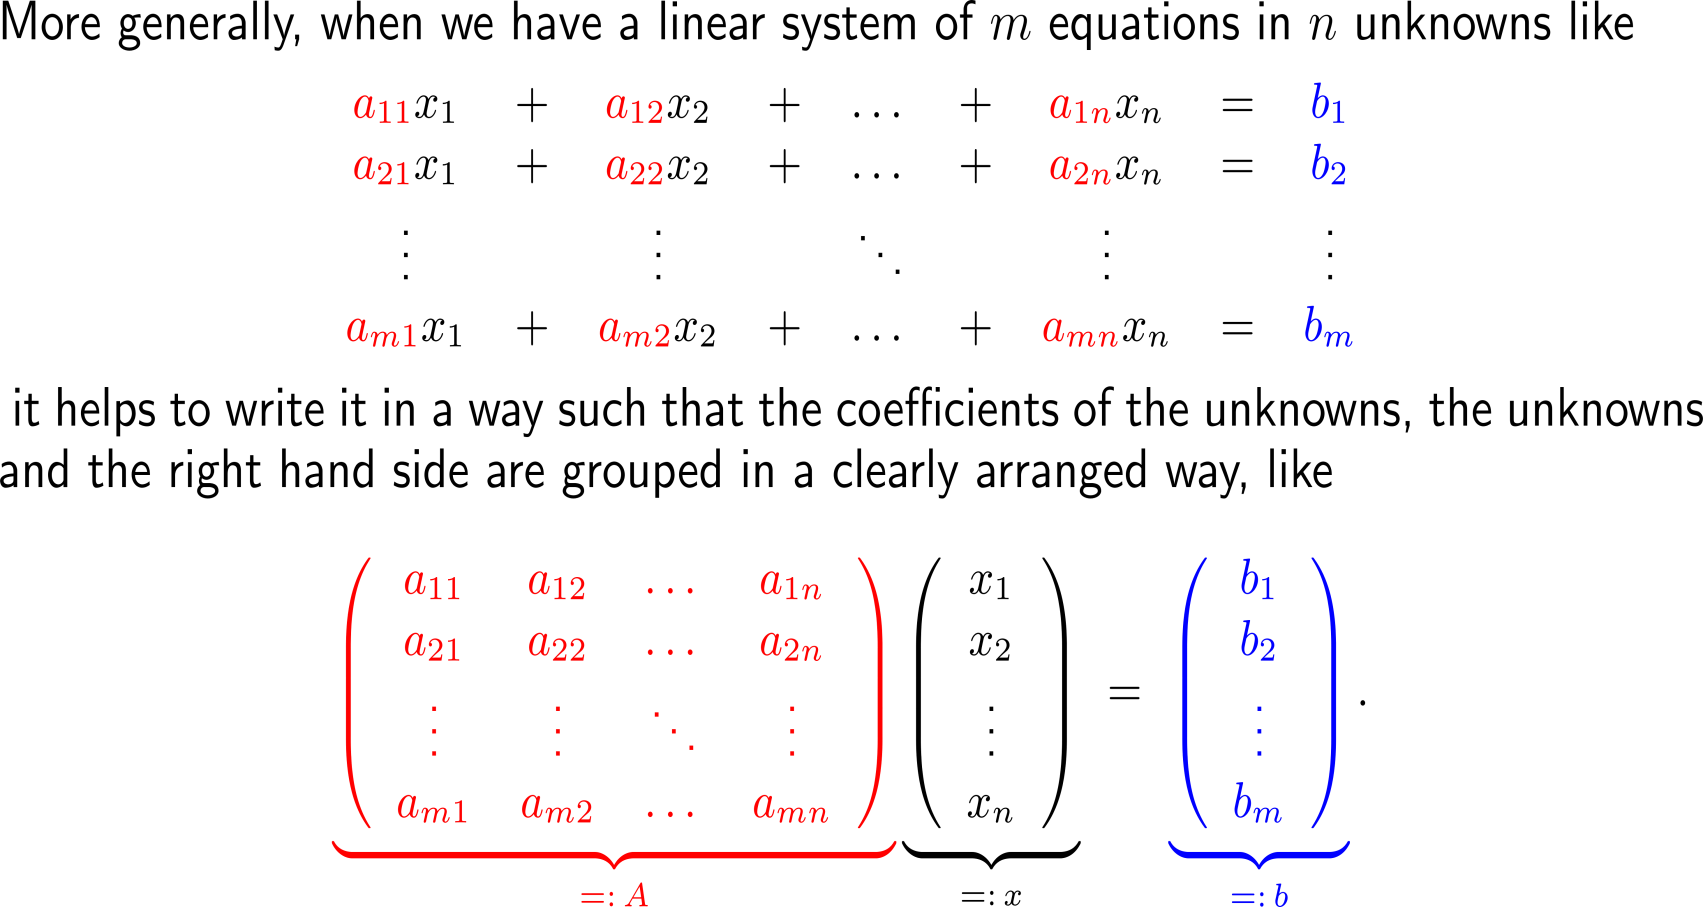 More generally, when we have a linear system of m equations in n unknowns like
a₁₁x₁ + a₁₂x₂ + … + a₁ₙxₙ = b₁
a₂₁x₁ + a₂₂x₂ + … + a₂ₙxₙ = b₂
⋮ ⋮ ⋱ ⋮ ⋮
aₘ₁x₁ + aₘ₂x₂ + … + aₘₙxₙ = bₘ
it helps to write it in a way such that the coefficients of the unknowns, the unknowns
and the right hand side are grouped in a clearly arranged way, like
( a₁₁ a₁₂ … a₁ₙ ) ( x₁ ) = ( b₁ ) .
( a₂₁ a₂₂ … a₂ₙ ) ( x₂ ) ( b₂ )
( ⋮ ⋮ ⋱ ⋮ ) ( ⋮ ) ( ⋮ )
( aₘ₁ aₘ₂ … aₘₙ ) ( xₙ ) ( bₘ )
=: A =: x =: b